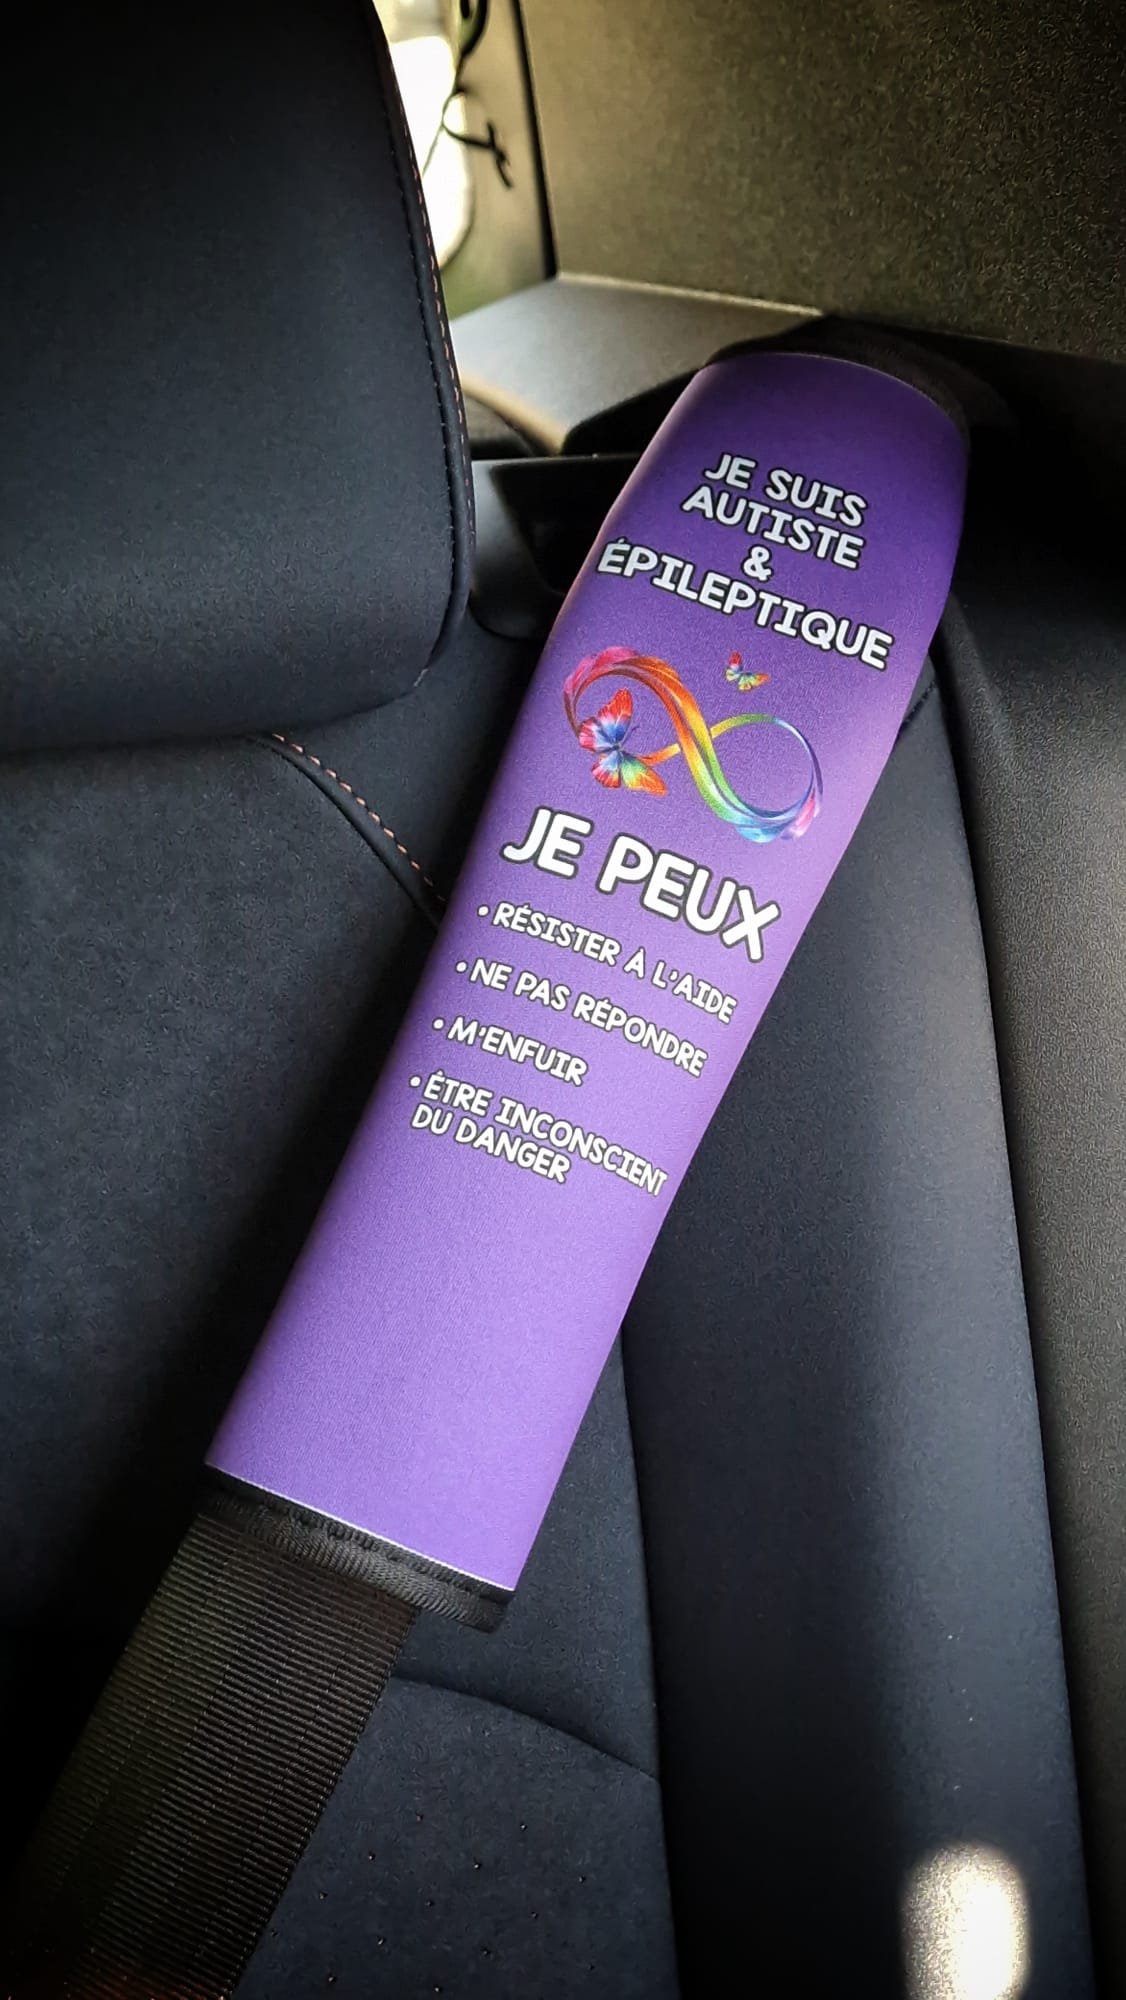 JE SUIS
AUTISTE
&
ÉPILEPTIQUE
JE PEUX
• RÉSISTER À L'AIDE
• NE PAS RÉPONDRE
• M'ENFUIR
• ÊTRE INCONSCIENT
DU DANGER